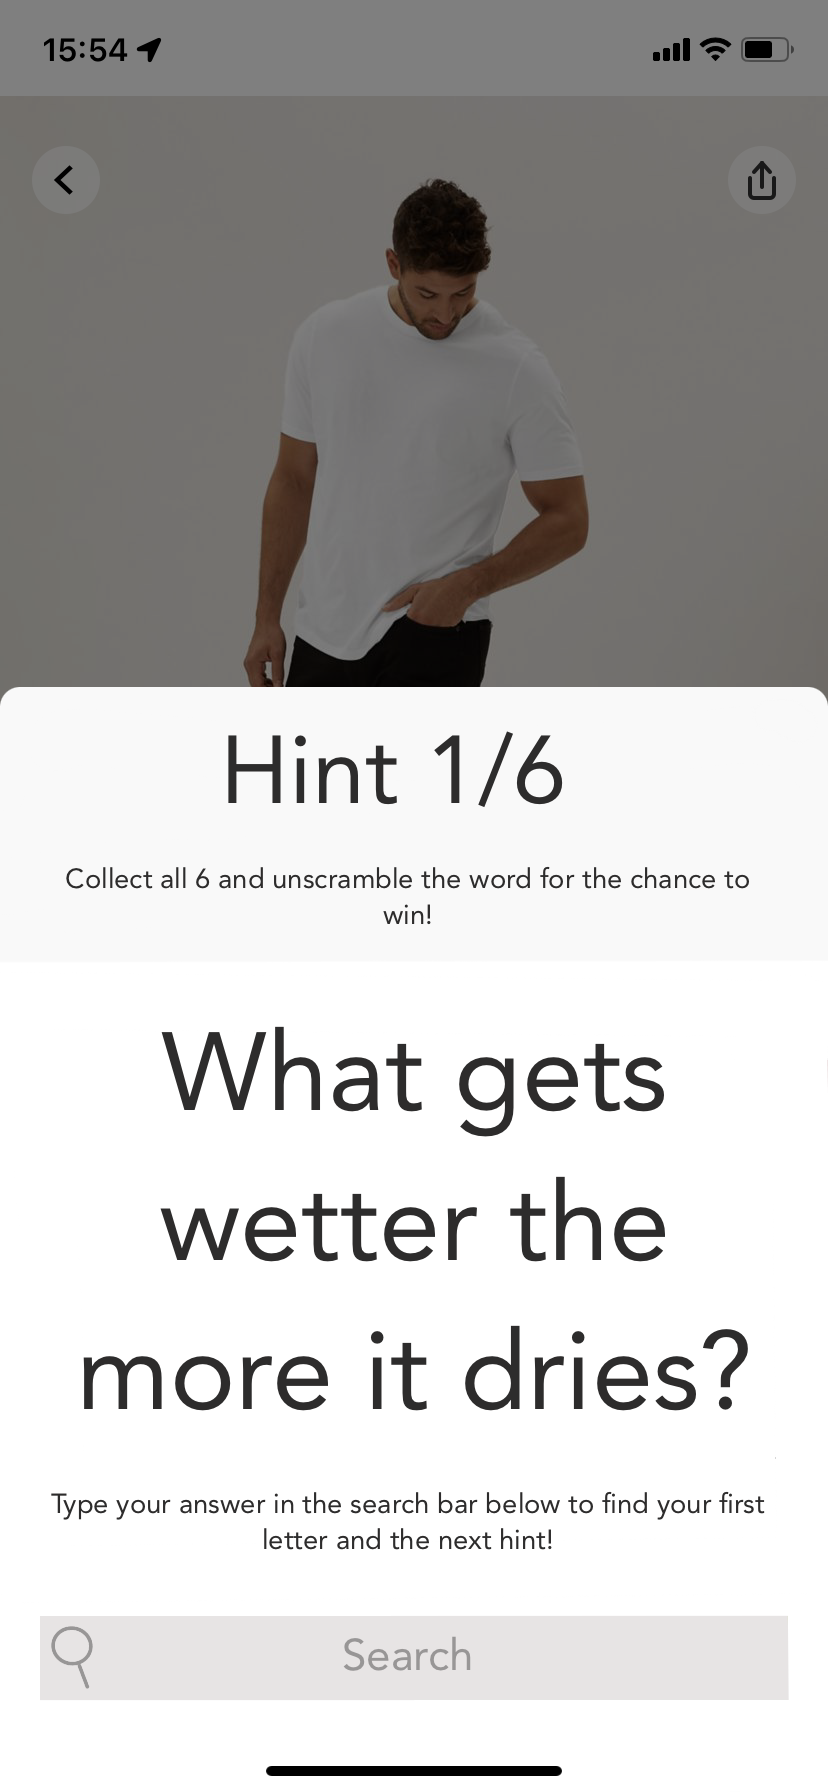 15:54
Hint 1/6
Collect all 6 and unscramble the word for the chance to
win!
What gets
wetter the
more it dries?
Type your answer in the search bar below to find your first
letter and the next hint!
Search